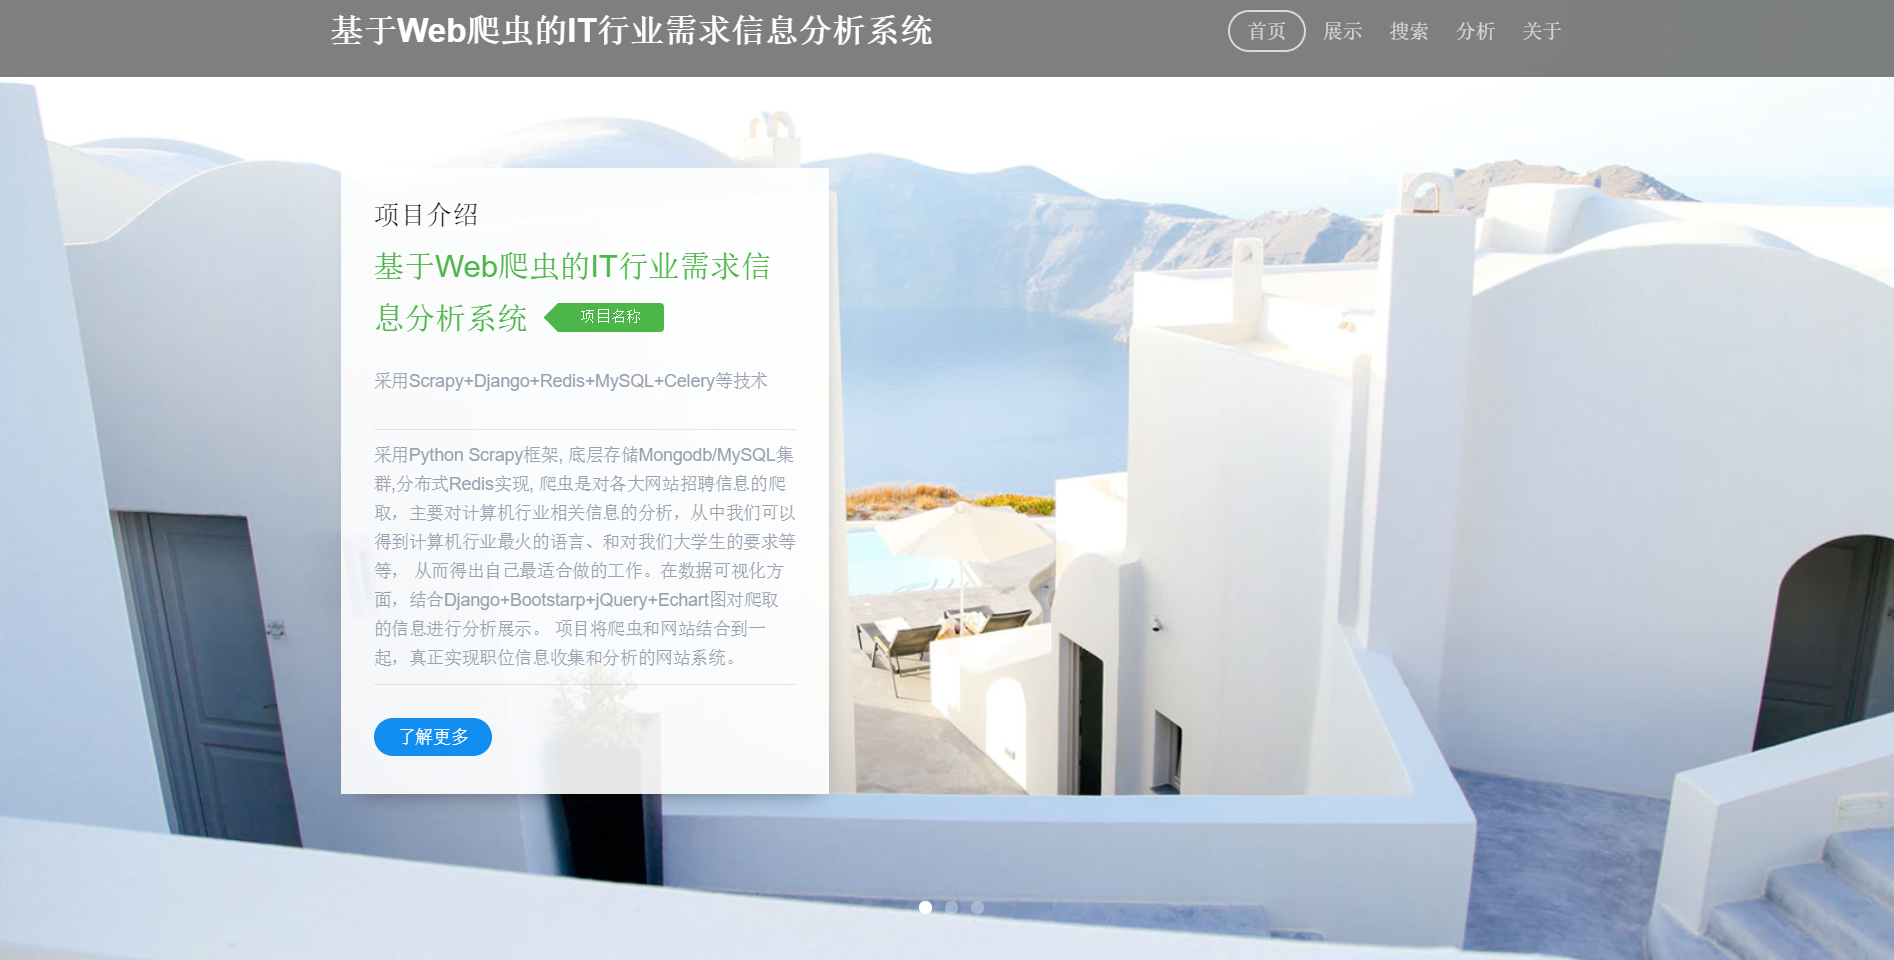 基于Web爬虫的IT行业需求信息分析系统
首页 展示 搜索 分析 关于
项目介绍
基于Web爬虫的IT行业需求信
息分析系统 项目名称
采用Scrapy+Django+Redis+MySQL+Celery等技术
采用Python Scrapy框架, 底层存储Mongodb/MySQL集
群,分布式Redis实现, 爬虫是对各大网站招聘信息的爬
取，主要对计算机行业相关信息的分析，从中我们可以
得到计算机行业最火的语言、和对我们大学生的要求等
等， 从而得出自己最适合做的工作。在数据可视化方
面，结合Django+Bootstarp+jQuery+Echart图对爬取
的信息进行分析展示。 项目将爬虫和网站结合到一
起，真正实现职位信息收集和分析的网站系统。
了解更多